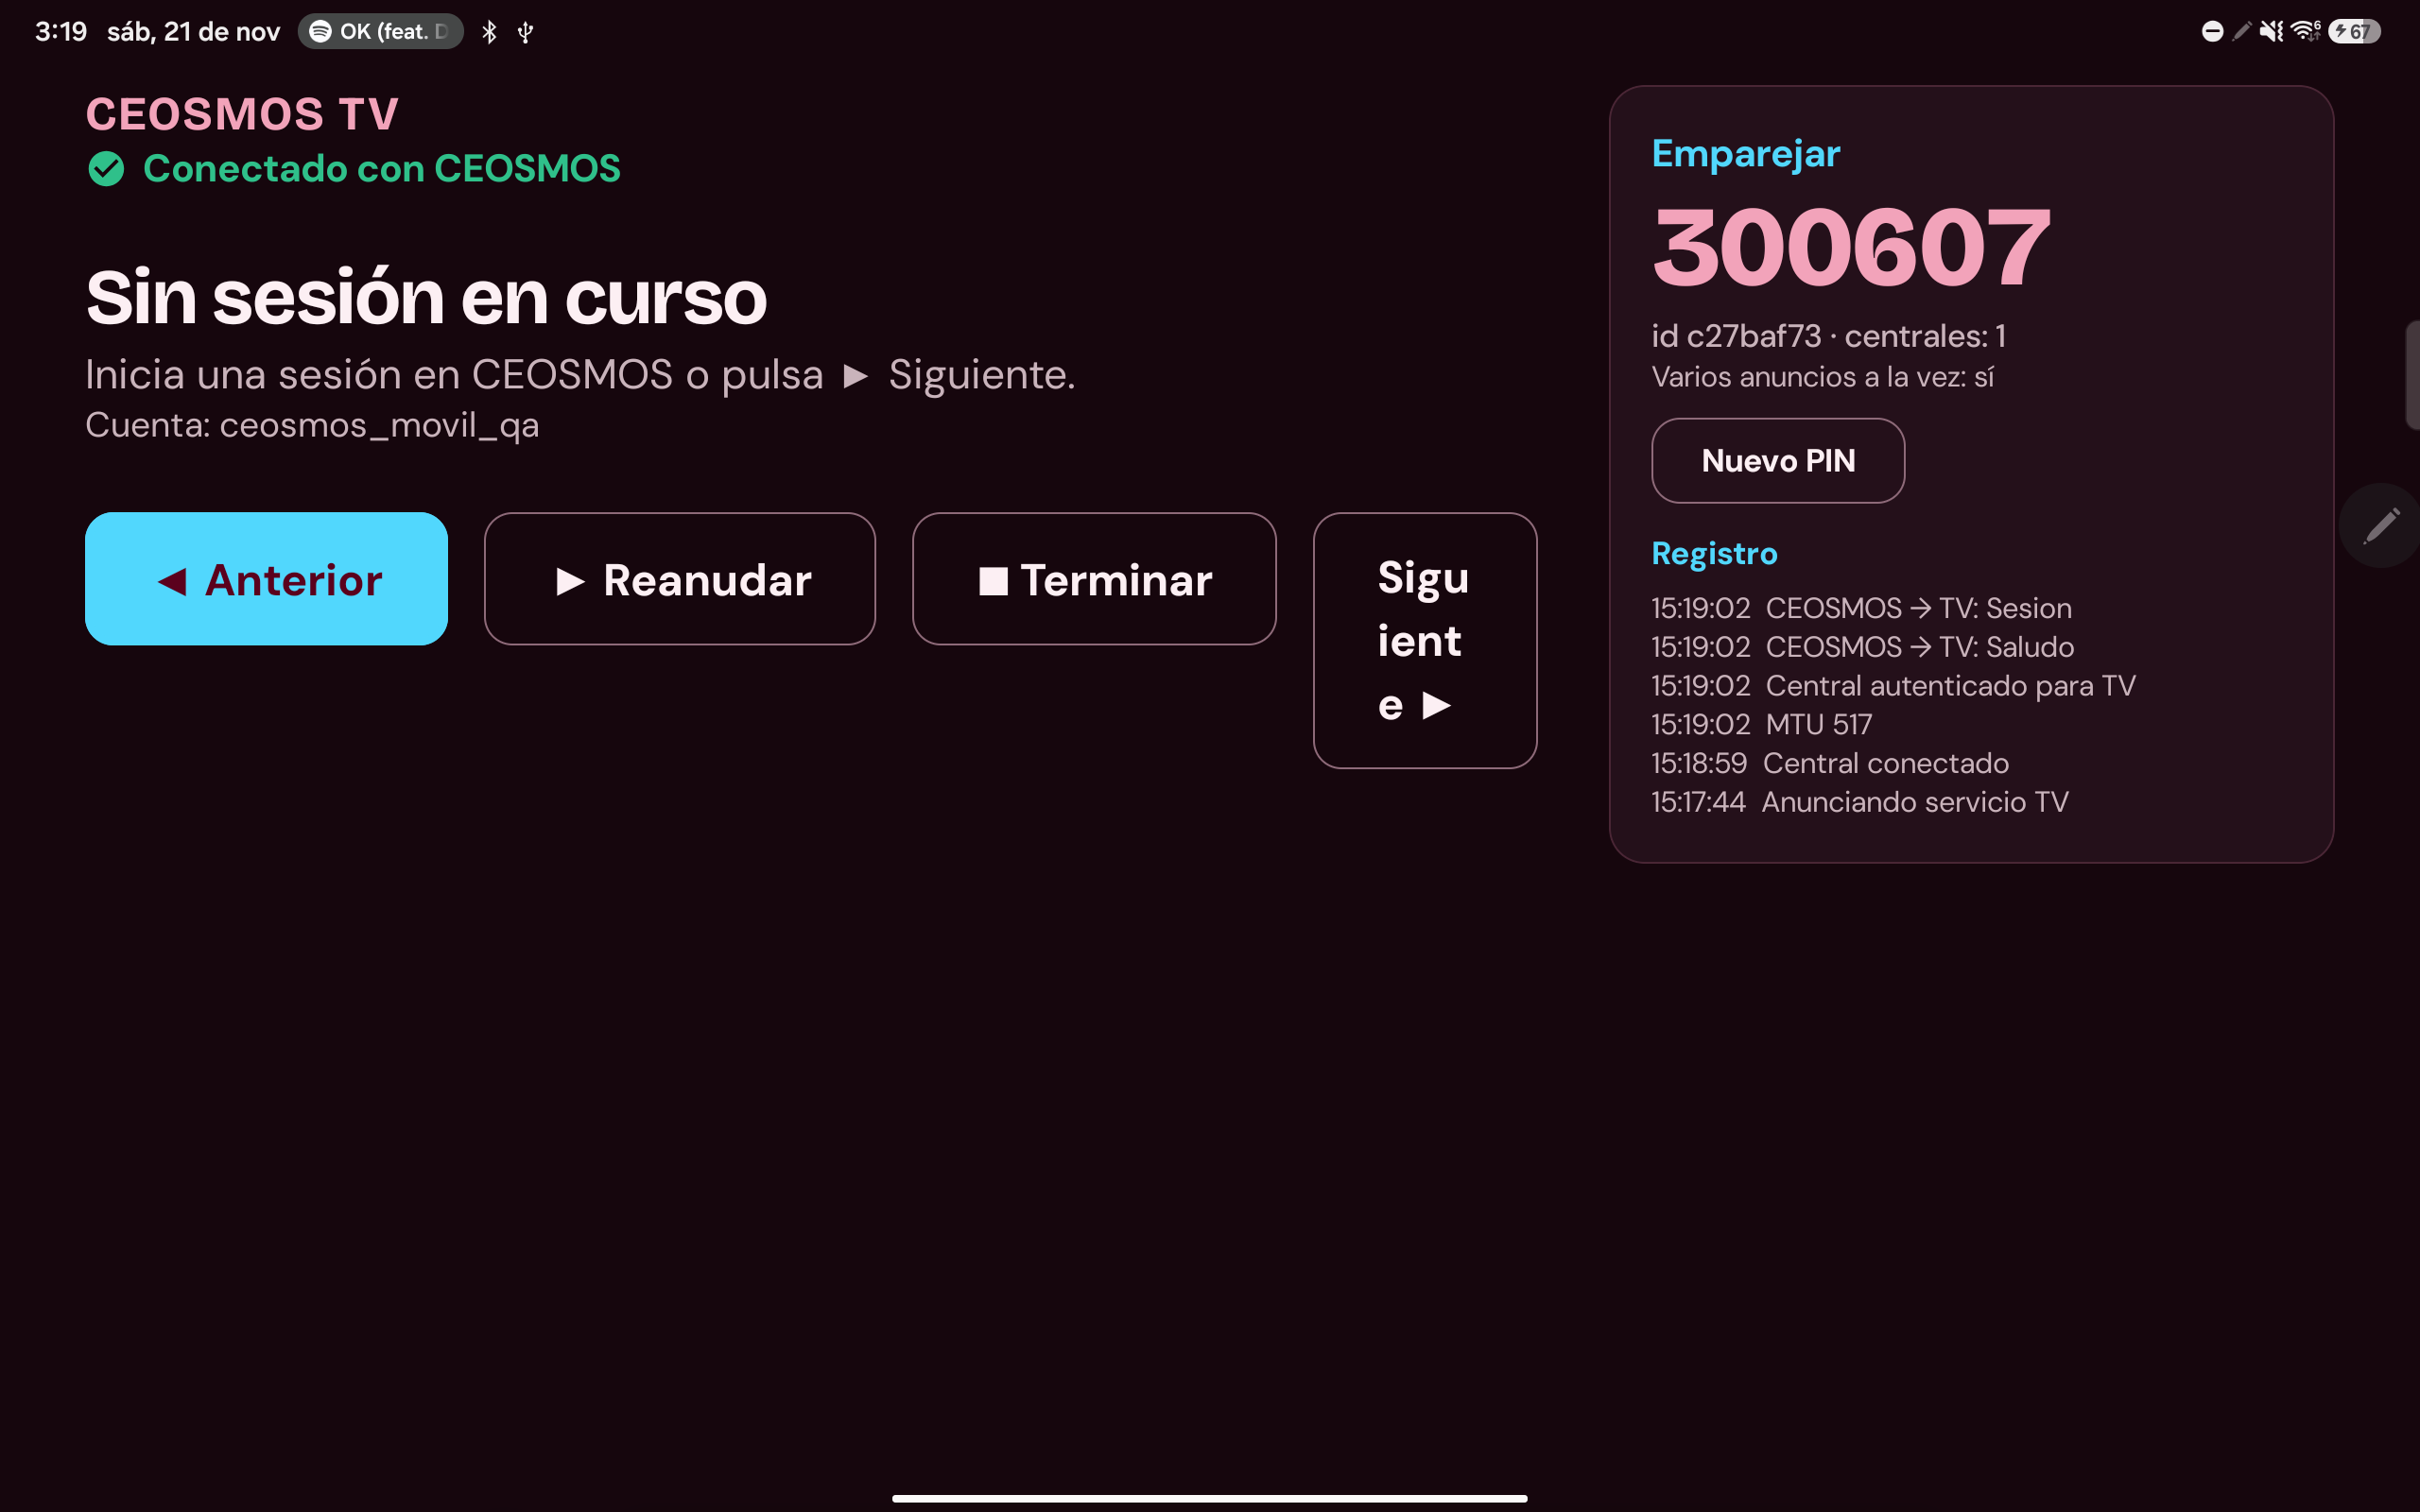 3:19 sáb, 21 de nov OK (feat. D 6 67
CEOSMOS TV
Conectado con CEOSMOS
Sin sesión en curso
Inicia una sesión en CEOSMOS o pulsa ► Siguiente.
Cuenta: ceosmos_movil_qa
◄ Anterior
► Reanudar
■ Terminar
Sigu
ient
e ►
Emparejar
300607
id c27baf73 · centrales: 1
Varios anuncios a la vez: sí
Nuevo PIN
Registro
15:19:02 CEOSMOS → TV: Sesion
15:19:02 CEOSMOS → TV: Saludo
15:19:02 Central autenticado para TV
15:19:02 MTU 517
15:18:59 Central conectado
15:17:44 Anunciando servicio TV